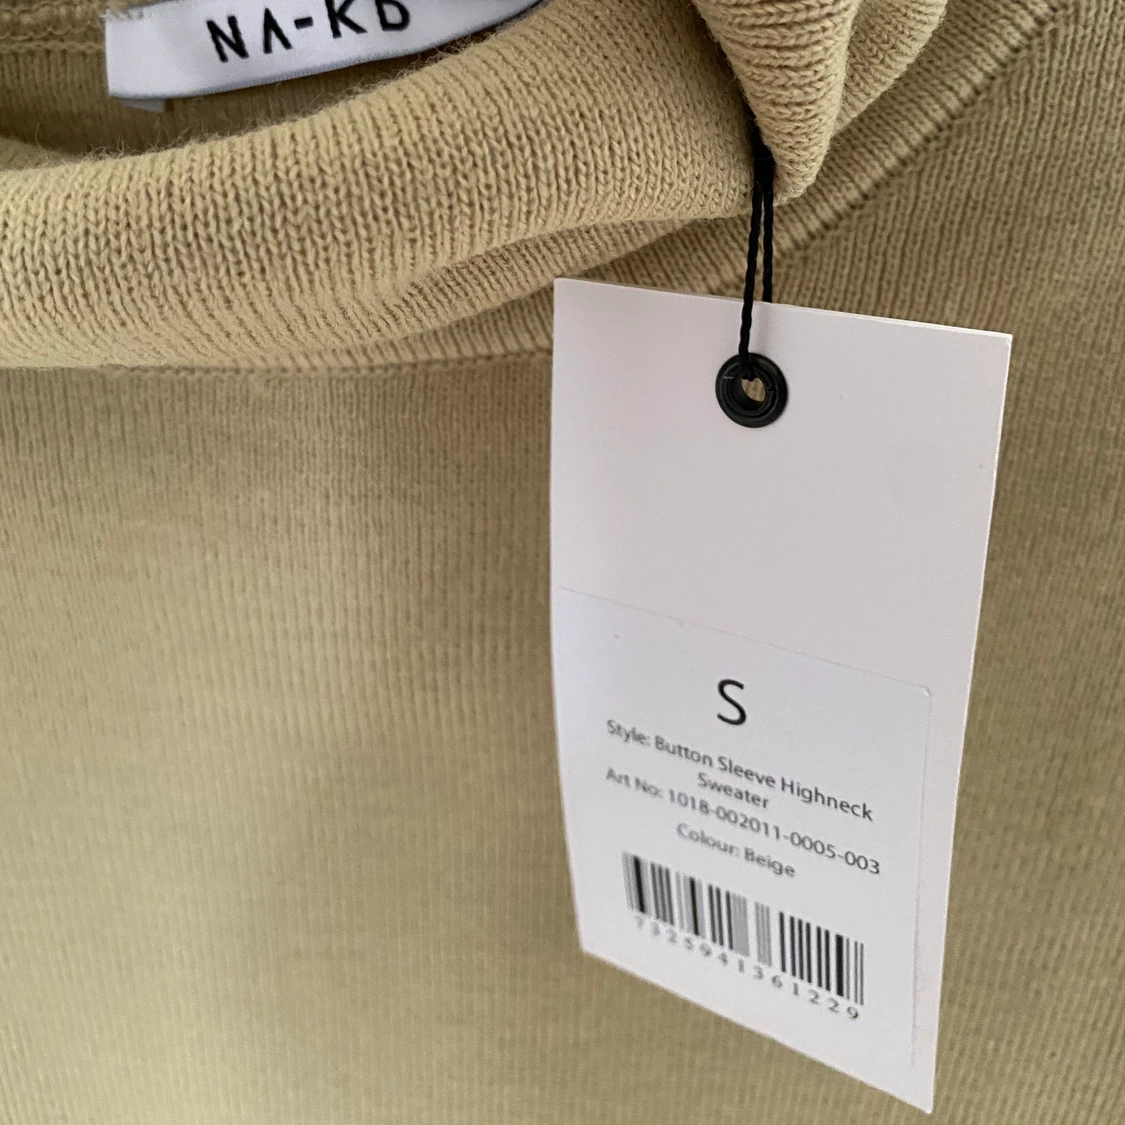 NA-KD
S
Style: Button Sleeve Highneck
Sweater
Art No: 1018-002011-0005-003
Colour: Beige
7325941361229